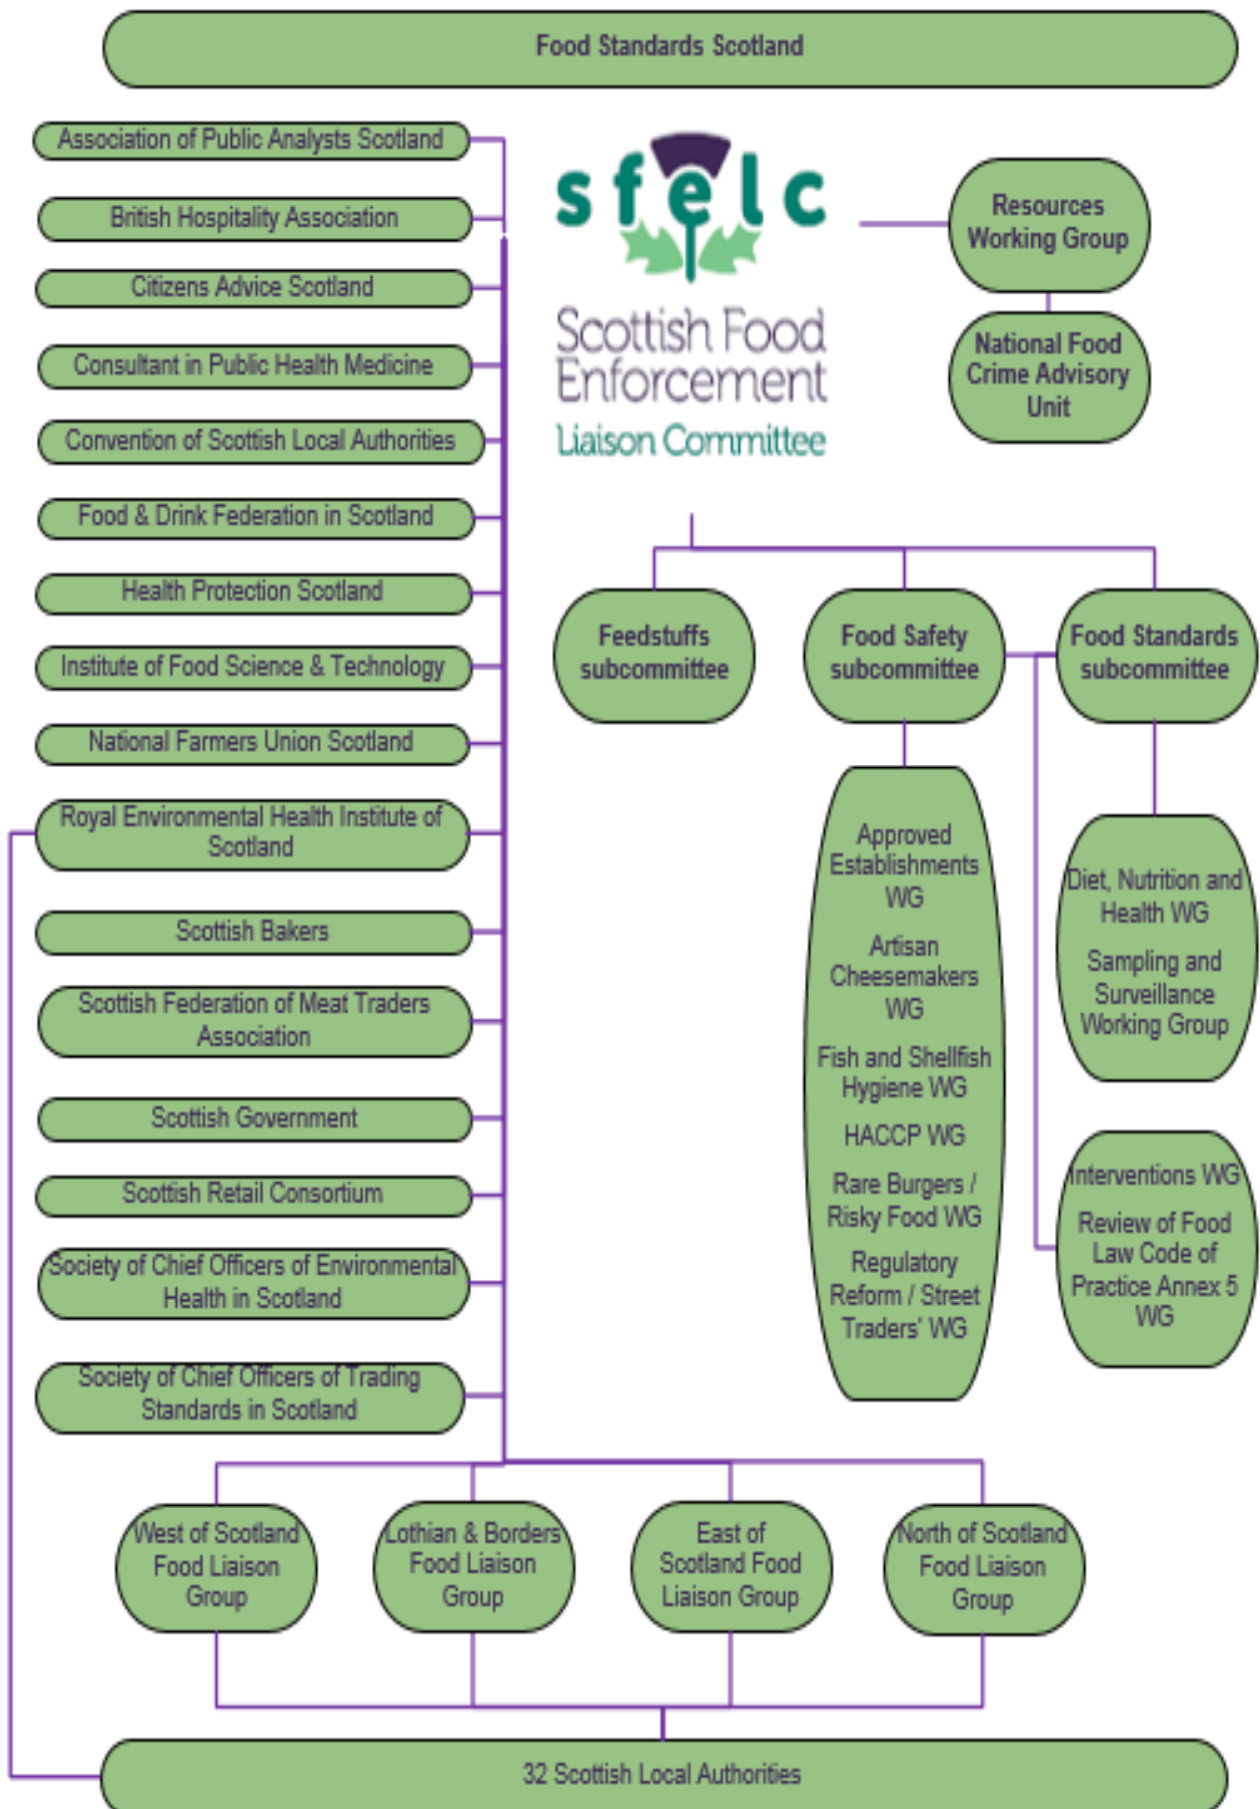 Food Standards Scotland
Association of Public Analysts Scotland
British Hospitality Association
Citizens Advice Scotland
Consultant in Public Health Medicine
Convention of Scottish Local Authorities
Food & Drink Federation in Scotland
Health Protection Scotland
Institute of Food Science & Technology
National Farmers Union Scotland
Royal Environmental Health Institute of
Scotland
Scottish Bakers
Scottish Federation of Meat Traders
Association
Scottish Government
Scottish Retail Consortium
Society of Chief Officers of Environmental
Health in Scotland
Society of Chief Officers of Trading
Standards in Scotland
sfelc
Scottish Food
Enforcement
Liaison Committee
Resources
Working Group
National Food
Crime Advisory
Unit
Feedstuffs
subcommittee
Food Safety
subcommittee
Food Standards
subcommittee
Approved
Establishments
WG
Artisan
Cheesemakers
WG
Fish and Shellfish
Hygiene WG
HACCP WG
Rare Burgers /
Risky Food WG
Regulatory
Reform / Street
Traders' WG
Diet, Nutrition and
Health WG
Sampling and
Surveillance
Working Group
Interventions WG
Review of Food
Law Code of
Practice Annex 5
WG
West of Scotland
Food Liaison
Group
Lothian & Borders
Food Liaison
Group
East of
Scotland Food
Liaison Group
North of Scotland
Food Liaison
Group
32 Scottish Local Authorities